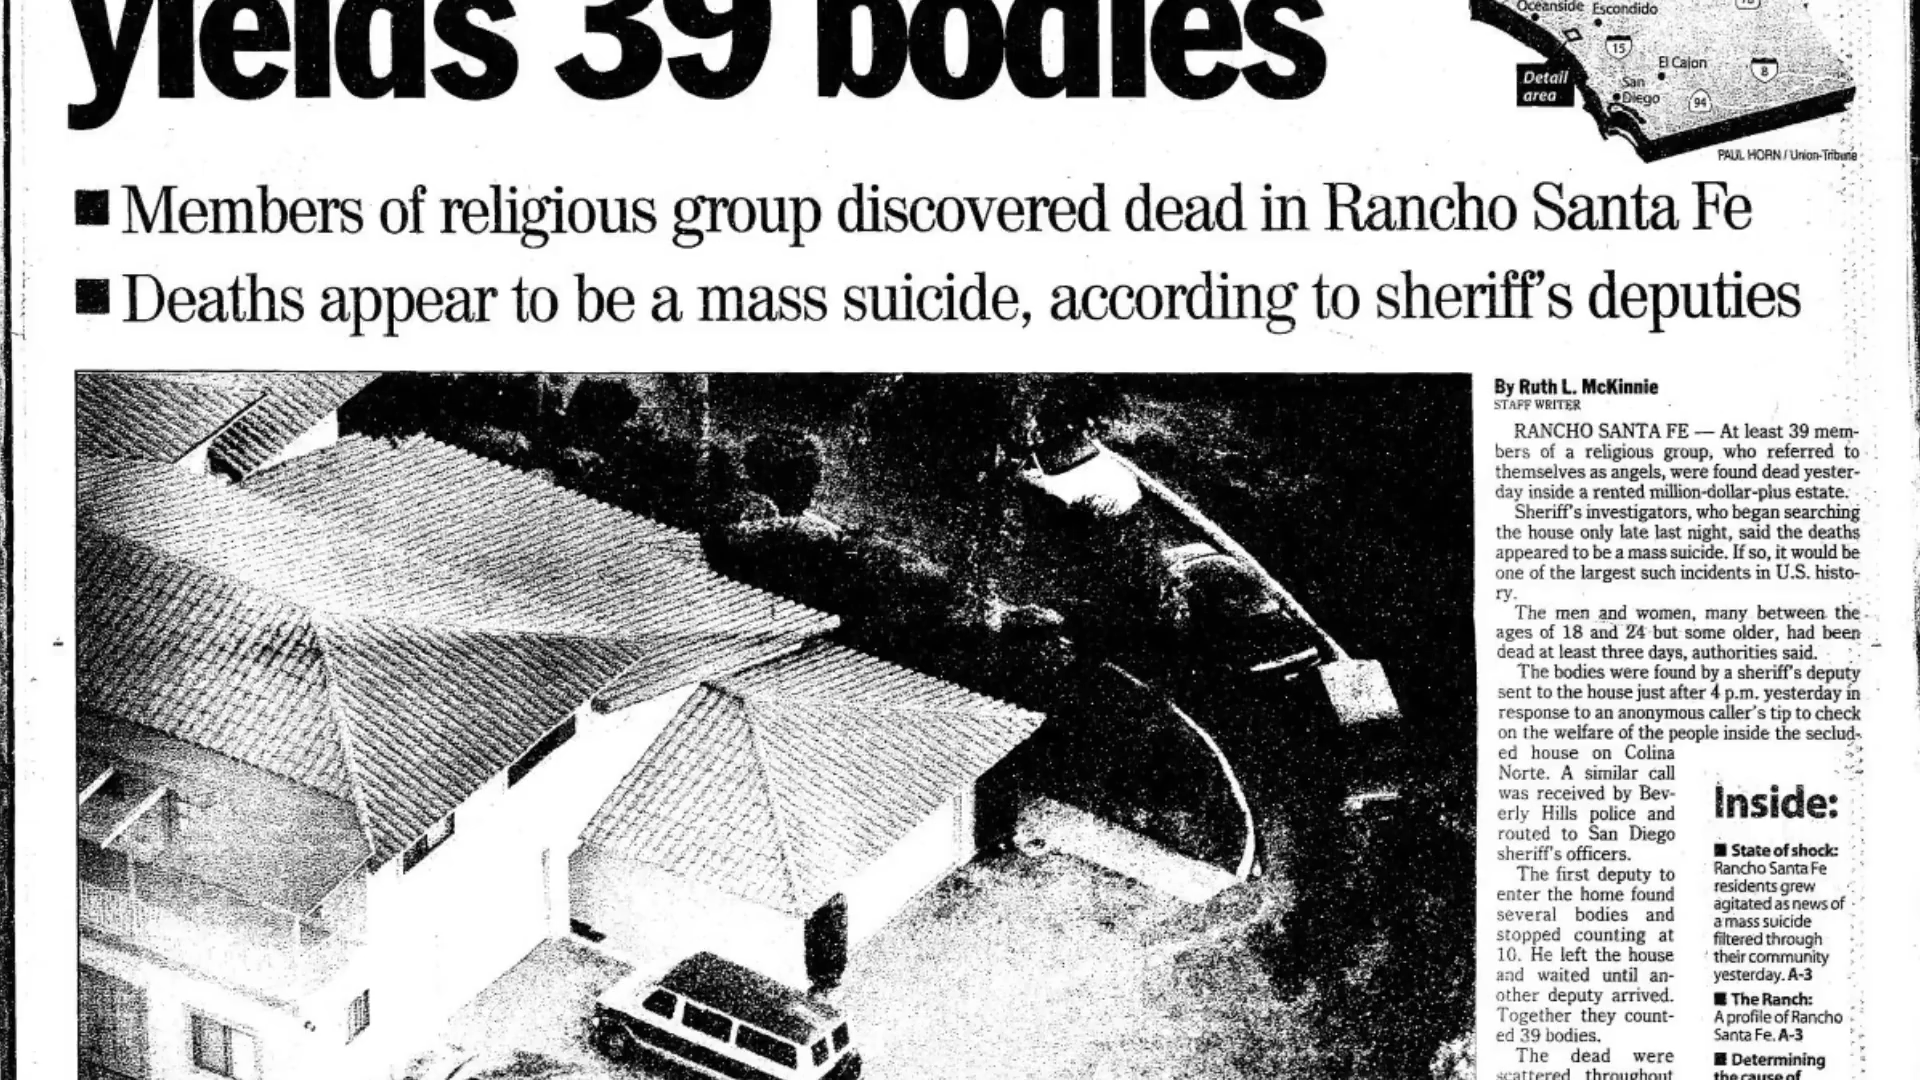 yields 39 bodies
Oceanside
Escondido
15
El Cajon
8
Detail
area
San
Diego
94
PAUL HORN / Union-Tribune
■ Members of religious group discovered dead in Rancho Santa Fe
■ Deaths appear to be a mass suicide, according to sheriff's deputies
By Ruth L. McKinnie
STAFF WRITER
RANCHO SANTA FE — At least 39 mem-
bers of a religious group, who referred to
themselves as angels, were found dead yester-
day inside a rented million-dollar-plus estate.
Sheriff's investigators, who began searching
the house only late last night, said the deaths
appeared to be a mass suicide. If so, it would be
one of the largest such incidents in U.S. histo-
ry.
The men and women, many between the
ages of 18 and 24 but some older, had been
dead at least three days, authorities said.
The bodies were found by a sheriff's deputy
sent to the house just after 4 p.m. yesterday in
response to an anonymous caller's tip to check
on the welfare of the people inside the seclud-
ed house on Colina
Norte. A similar call
was received by Bev-
erly Hills police and
routed to San Diego
sheriff's officers.
The first deputy to
enter the home found
several bodies and
stopped counting at
10. He left the house
and waited until an-
other deputy arrived.
Together they count-
ed 39 bodies.
The dead were
scattered throughout
Inside:
■ State of shock:
Rancho Santa Fe
residents grew
agitated as news of
a mass suicide
filtered through
their community
yesterday. A-3
■ The Ranch:
A profile of Rancho
Santa Fe. A-3
■ Determining
the cause of